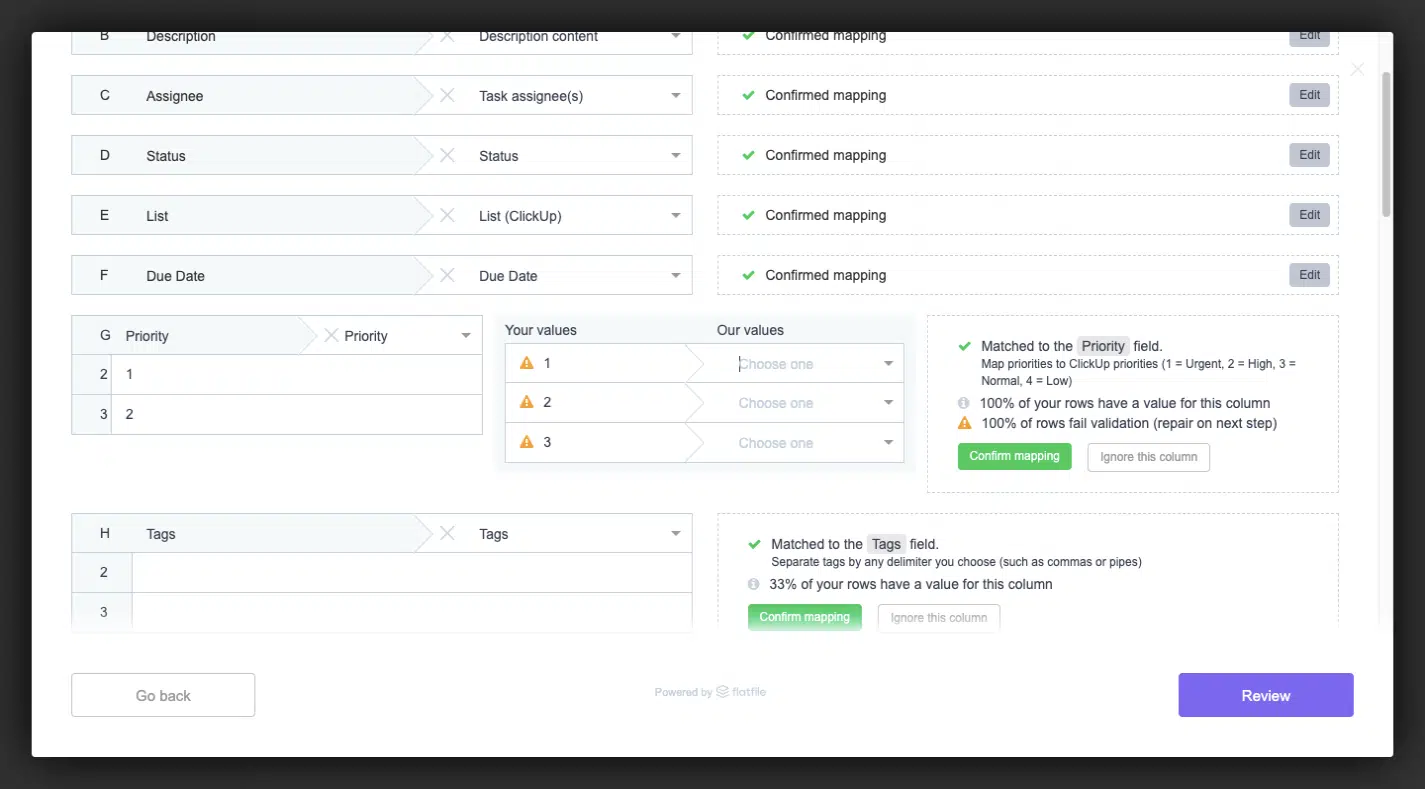 B Description Description content Confirmed mapping Edit
C Assignee Task assignee(s) Confirmed mapping Edit
D Status Status Confirmed mapping Edit
E List List (ClickUp) Confirmed mapping Edit
F Due Date Due Date Confirmed mapping Edit
G Priority Priority
2 1
3 2
Your values Our values
1 Choose one
2 Choose one
3 Choose one
Matched to the Priority field.
Map priorities to ClickUp priorities (1 = Urgent, 2 = High, 3 =
Normal, 4 = Low)
100% of your rows have a value for this column
100% of rows fail validation (repair on next step)
Confirm mapping Ignore this column
H Tags Tags
2
3
Matched to the Tags field.
Separate tags by any delimiter you choose (such as commas or pipes)
33% of your rows have a value for this column
Confirm mapping Ignore this column
Go back Powered by flatfile Review